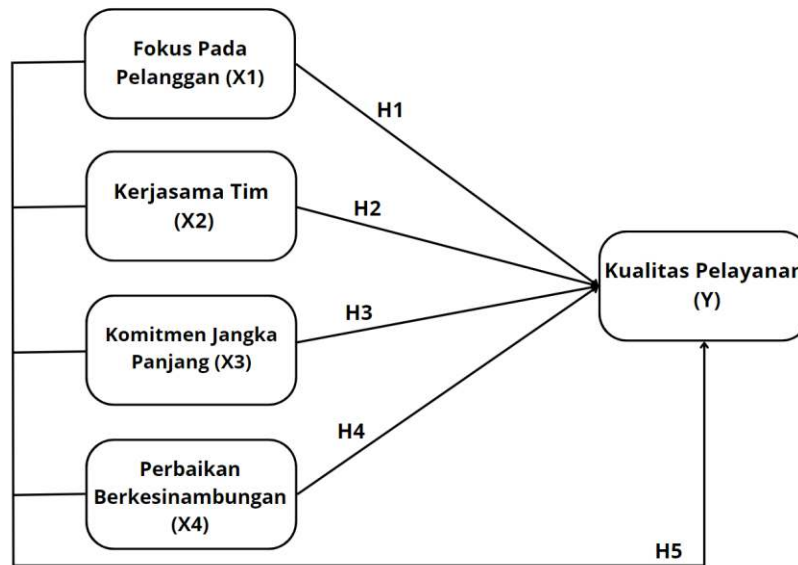 Fokus Pada
Pelanggan (X1)
H1
Kerjasama Tim
(X2)
H2
Kualitas Pelayanan
(Y)
Komitmen Jangka
Panjang (X3)
H3
H4
Perbaikan
Berkesinambungan
(X4)
H5